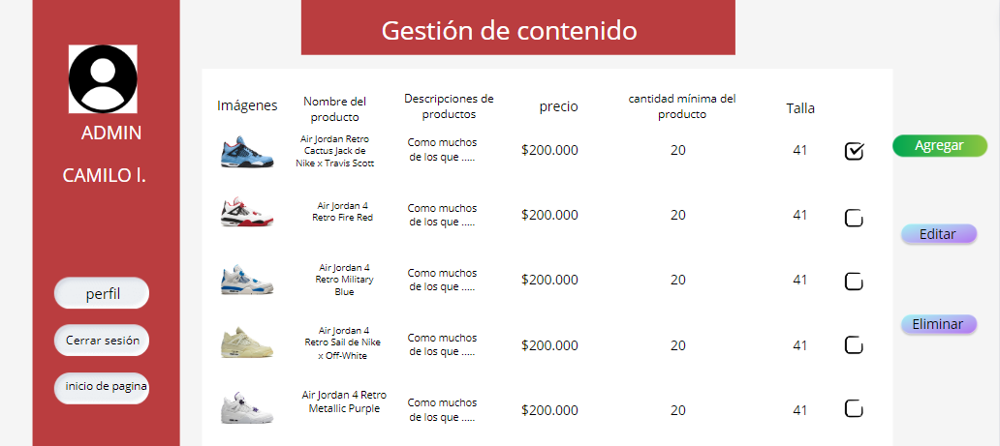 Gestión de contenido
ADMIN
CAMILO l.
perfil
Cerrar sesión
inicio de pagina
Imágenes
Nombre del
producto
Descripciones de
productos
precio
cantidad mínima del
producto
Talla
Air Jordan Retro
Cactus Jack de
Nike x Travis Scott
Como muchos
de los que .....
$200.000
20
41
Agregar
Air Jordan 4
Retro Fire Red
Como muchos
de los que .....
$200.000
20
41
Editar
Air Jordan 4
Retro Military
Blue
Como muchos
de los que .....
$200.000
20
41
Eliminar
Air Jordan 4
Retro Sail de Nike
x Off-White
Como muchos
de los que .....
$200.000
20
41
Air Jordan 4 Retro
Metallic Purple
Como muchos
de los que .....
$200.000
20
41